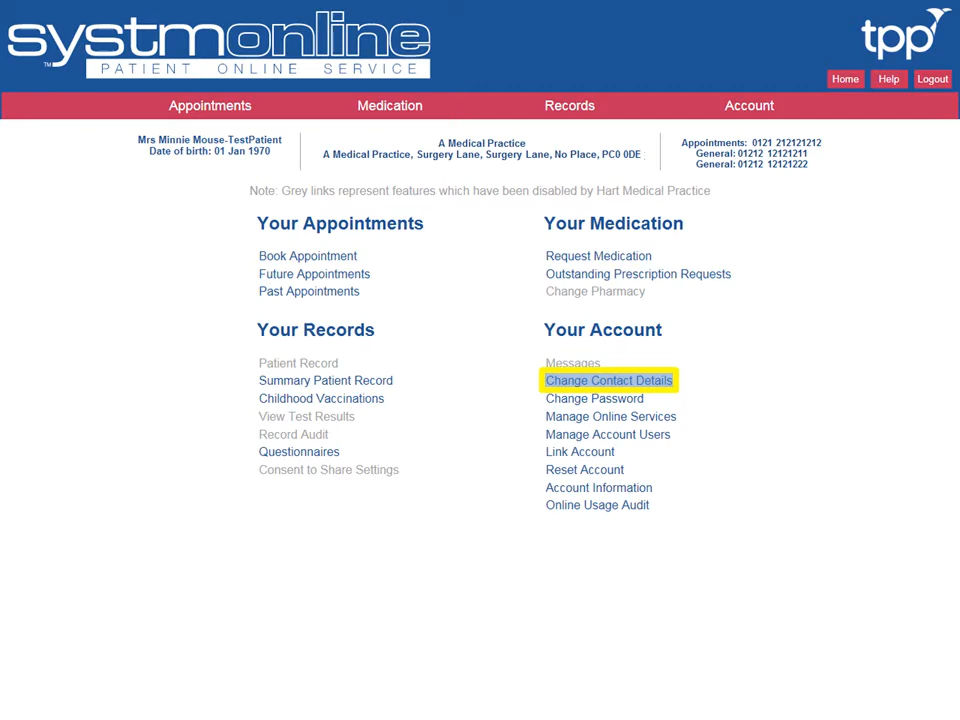 systmonline
™
PATIENT ONLINE SERVICE
tpp
Home Help Logout
Appointments Medication Records Account
Mrs Minnie Mouse-TestPatient
Date of birth: 01 Jan 1970
A Medical Practice
A Medical Practice, Surgery Lane, Surgery Lane, No Place, PC0 0DE :
Appointments: 0121 212121212
General: 01212 12121211
General: 01212 12121222
Note: Grey links represent features which have been disabled by Hart Medical Practice
Your Appointments
Book Appointment
Future Appointments
Past Appointments
Your Medication
Request Medication
Outstanding Prescription Requests
Change Pharmacy
Your Records
Patient Record
Summary Patient Record
Childhood Vaccinations
View Test Results
Record Audit
Questionnaires
Consent to Share Settings
Your Account
Messages
Change Contact Details
Change Password
Manage Online Services
Manage Account Users
Link Account
Reset Account
Account Information
Online Usage Audit